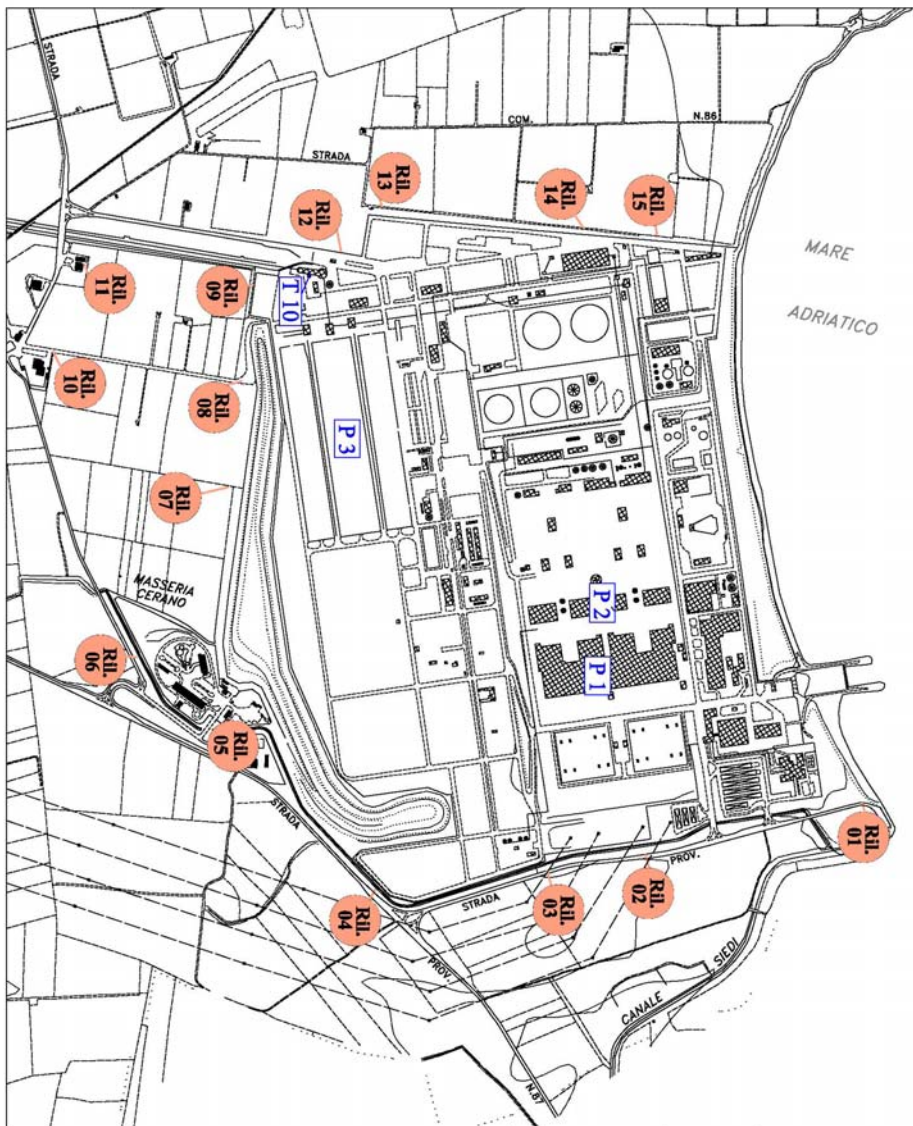 STRADA
COM.
N.86
STRADA
Ril.
13
Ril.
14
Ril.
15
Ril.
12
MARE
ADRIATICO
Ril.
11
Ril.
09
T 10
Ril.
10
Ril.
08
P 3
Ril.
07
MASSERIA
CERANO
P 2
P 1
Ril.
06
Ril.
05
STRADA
Ril.
01
PROV.
Ril.
02
Ril.
03
STRADA
Ril.
04
PROV.
SIEDI
CANALE
N.87